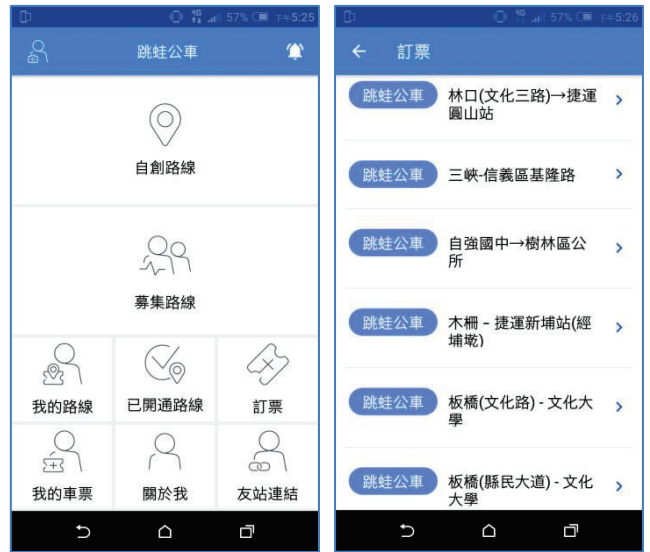 4G 57% 下午5:25
跳蛙公車
自創路線
募集路線
我的路線 已開通路線 訂票
我的車票 關於我 友站連結
4G 57% 下午5:26
訂票
跳蛙公車 林口(文化三路)→捷運
圓山站
跳蛙公車 三峽-信義區基隆路
跳蛙公車 自強國中→樹林區公
所
跳蛙公車 木柵 – 捷運新埔站(經
埔墘)
跳蛙公車 板橋(文化路) - 文化大
學
跳蛙公車 板橋(縣民大道) - 文化
大學